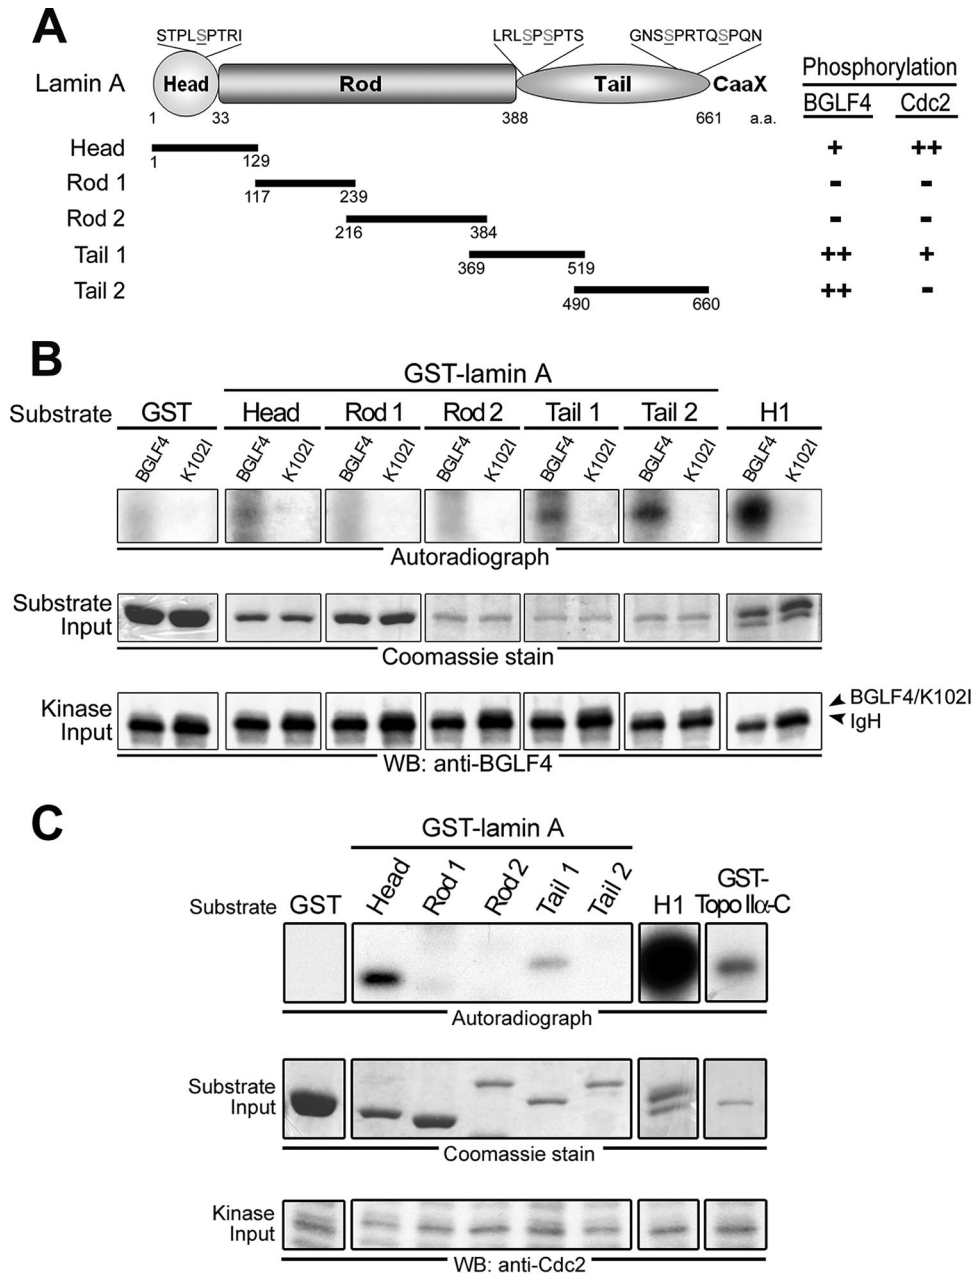 A
STPLSPTRI LRLSPSPTS GNSSPRTQSPQN
Lamin A Head Rod Tail CaaX
1 33 388 661 a.a.
Phosphorylation
BGLF4 Cdc2
Head 1 129 + ++
Rod 1 117 239 - -
Rod 2 216 384 - -
Tail 1 369 519 ++ +
Tail 2 490 660 ++ -
B
GST-lamin A
Substrate GST Head Rod 1 Rod 2 Tail 1 Tail 2 H1
BGLF4 K102I BGLF4 K102I BGLF4 K102I BGLF4 K102I BGLF4 K102I BGLF4 K102I BGLF4 K102I
Autoradiograph
Substrate
Input
Coomassie stain
Kinase
Input
BGLF4/K102I
IgH
WB: anti-BGLF4
C
GST-lamin A
Substrate GST Head Rod 1 Rod 2 Tail 1 Tail 2 H1 GST-
Topo IIα-C
Autoradiograph
Substrate
Input
Coomassie stain
Kinase
Input
WB: anti-Cdc2